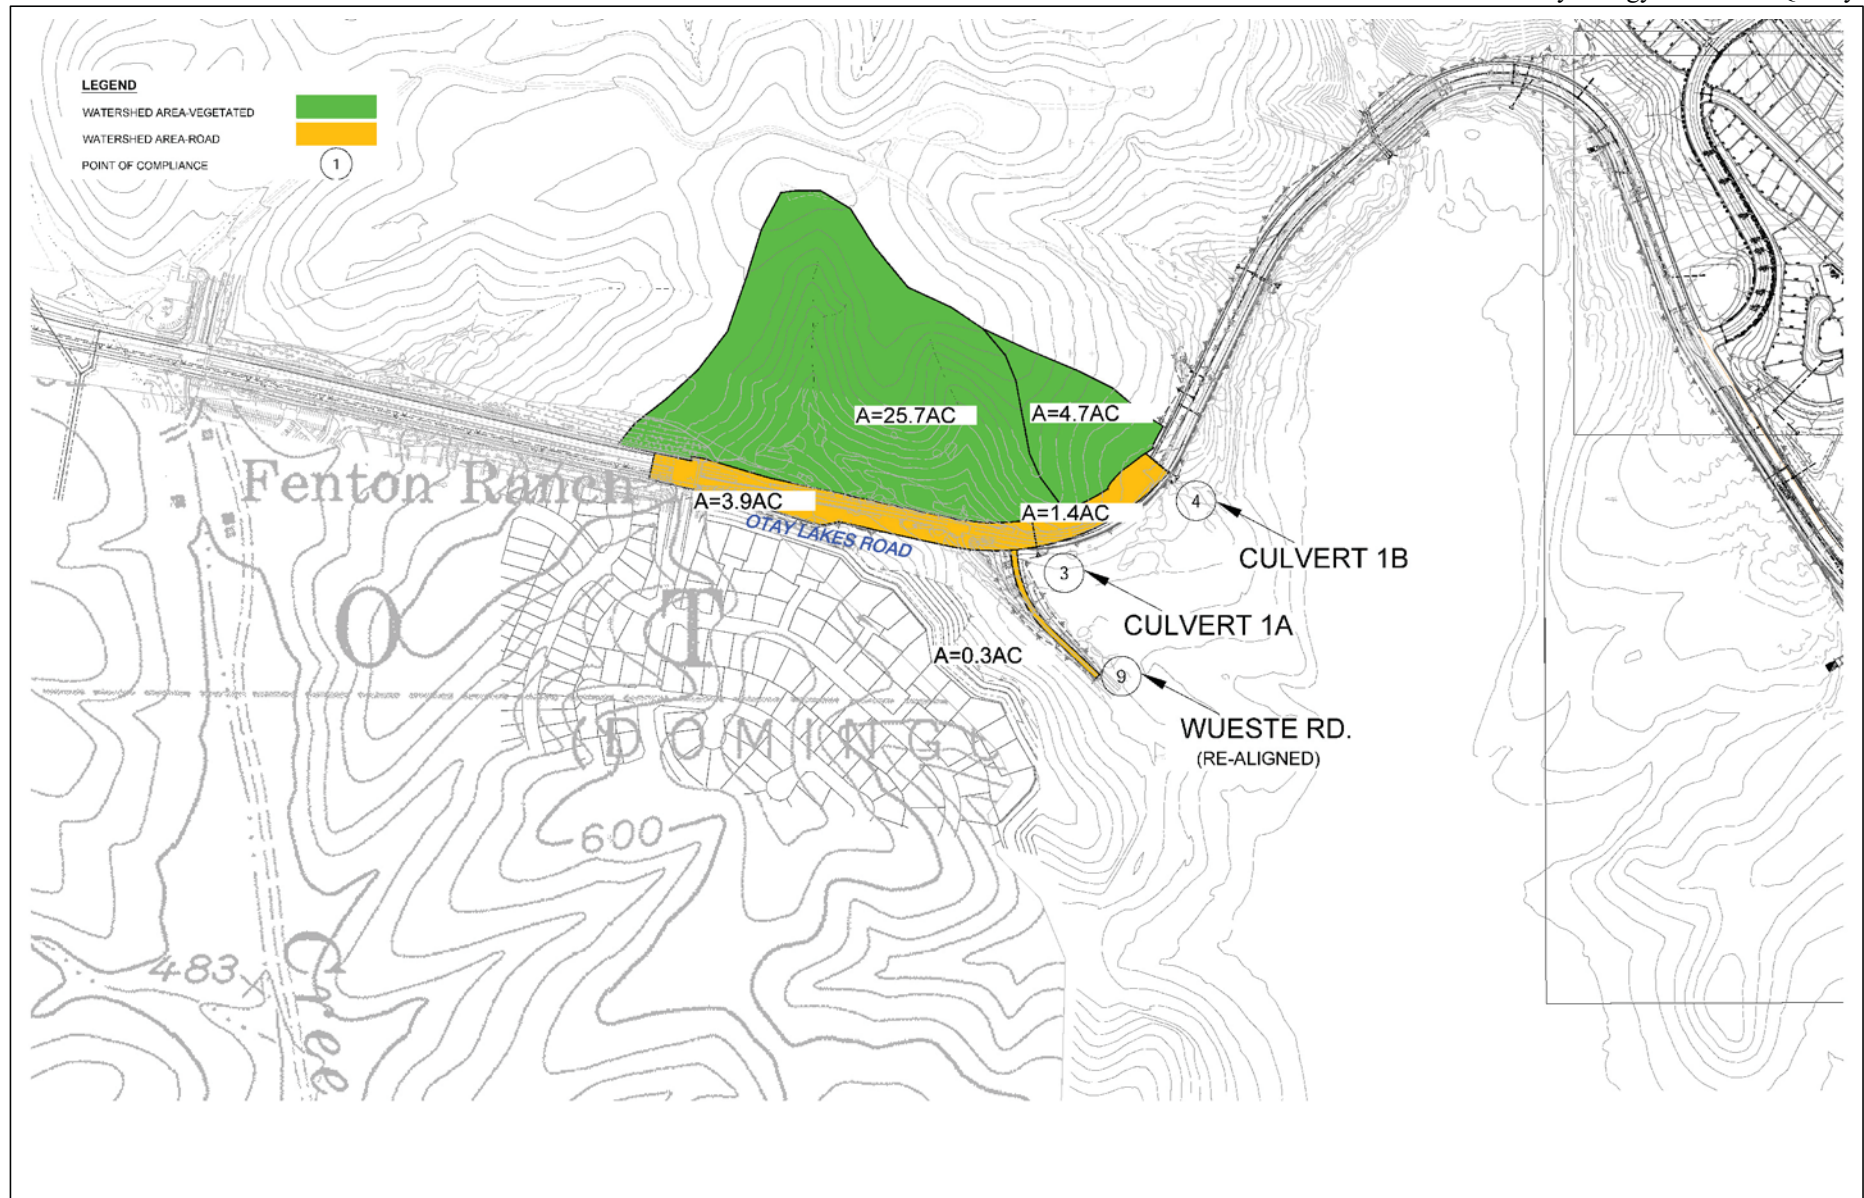 LEGEND
WATERSHED AREA-VEGETATED
WATERSHED AREA-ROAD
POINT OF COMPLIANCE 1
A=25.7AC
A=4.7AC
Fenton Ranch
A=3.9AC
A=1.4AC
4
OTAY LAKES ROAD
CULVERT 1B
3
O T
CULVERT 1A
A=0.3AC
9
WUESTE RD.
(RE-ALIGNED)
(DOMINGO
600
483